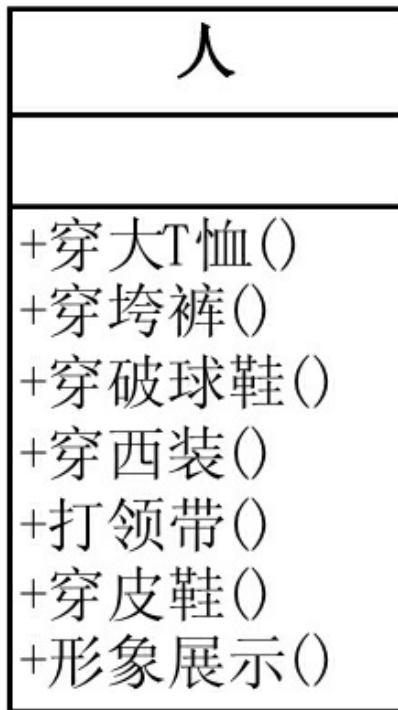 人
+穿大T恤()
+穿垮裤()
+穿破球鞋()
+穿西装()
+打领带()
+穿皮鞋()
+形象展示()